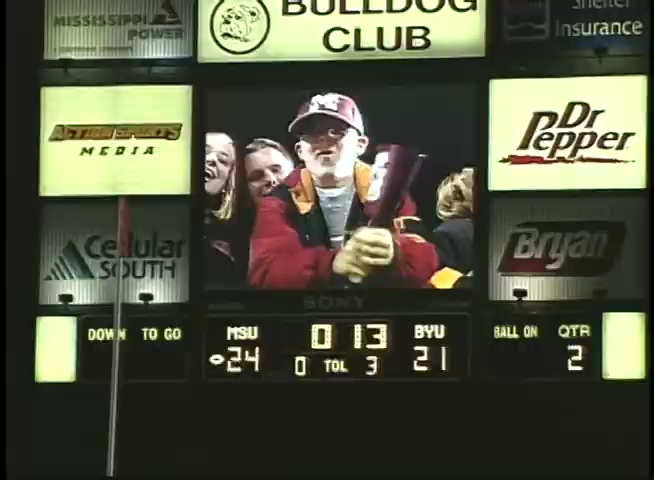 MISSISSIPPI
POWER
BULLDOG
CLUB
Shelter
Insurance
ACTION SPORTS
MEDIA
Dr
Pepper
Cellular
SOUTH
Bryan
SONY
DOWN TO GO
MSU 0 13 BYU
24 0 TOL 3 21
BALL ON QTR
2